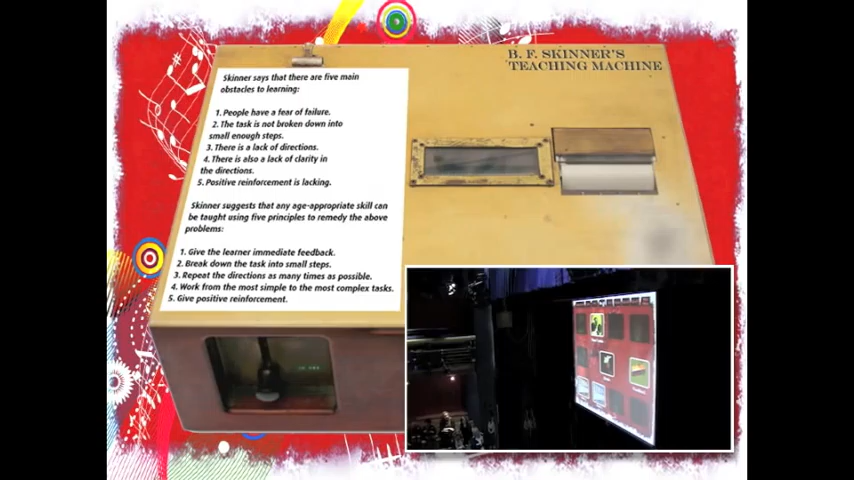 B. F. SKINNER'S
TEACHING MACHINE
Skinner says that there are five main
obstacles to learning:
1. People have a fear of failure.
2. The task is not broken down into
small enough steps.
3. There is a lack of directions.
4. There is also a lack of clarity in
the directions.
5. Positive reinforcement is lacking.
Skinner suggests that any age-appropriate skill can
be taught using five principles to remedy the above
problems:
1. Give the learner immediate feedback.
2. Break down the task into small steps.
3. Repeat the directions as many times as possible.
4. Work from the most simple to the most complex tasks.
5. Give positive reinforcement.